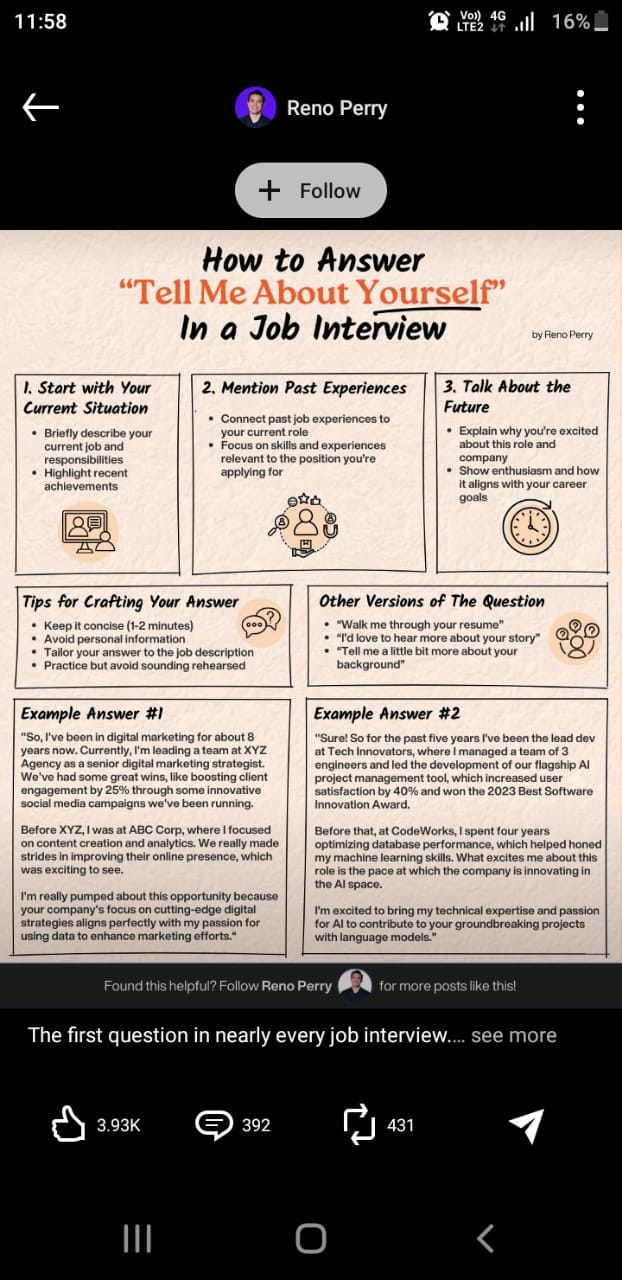 11:58
Vo)) 4G
LTE2
16%
Reno Perry
+ Follow
How to Answer
“Tell Me About Yourself”
In a Job Interview
by Reno Perry
1. Start with Your
Current Situation
• Briefly describe your
current job and
responsibilities
• Highlight recent
achievements
2. Mention Past Experiences
• Connect past job experiences to
your current role
• Focus on skills and experiences
relevant to the position you're
applying for
3. Talk About the
Future
• Explain why you're excited
about this role and
company
• Show enthusiasm and how
it aligns with your career
goals
Tips for Crafting Your Answer
• Keep it concise (1-2 minutes)
• Avoid personal information
• Tailor your answer to the job description
• Practice but avoid sounding rehearsed
Other Versions of The Question
• “Walk me through your resume”
• “I'd love to hear more about your story”
• “Tell me a little bit more about your
background”
Example Answer #1
"So, I've been in digital marketing for about 8
years now. Currently, I'm leading a team at XYZ
Agency as a senior digital marketing strategist.
We've had some great wins, like boosting client
engagement by 25% through some innovative
social media campaigns we've been running.
Before XYZ, I was at ABC Corp, where I focused
on content creation and analytics. We really made
strides in improving their online presence, which
was exciting to see.
I'm really pumped about this opportunity because
your company's focus on cutting-edge digital
strategies aligns perfectly with my passion for
using data to enhance marketing efforts."
Example Answer #2
"Sure! So for the past five years I've been the lead dev
at Tech Innovators, where I managed a team of 3
engineers and led the development of our flagship AI
project management tool, which increased user
satisfaction by 40% and won the 2023 Best Software
Innovation Award.
Before that, at CodeWorks, I spent four years
optimizing database performance, which helped honed
my machine learning skills. What excites me about this
role is the pace at which the company is innovating in
the AI space.
I'm excited to bring my technical expertise and passion
for AI to contribute to your groundbreaking projects
with language models."
Found this helpful? Follow Reno Perry for more posts like this!
The first question in nearly every job interview.... see more
3.93K
392
431